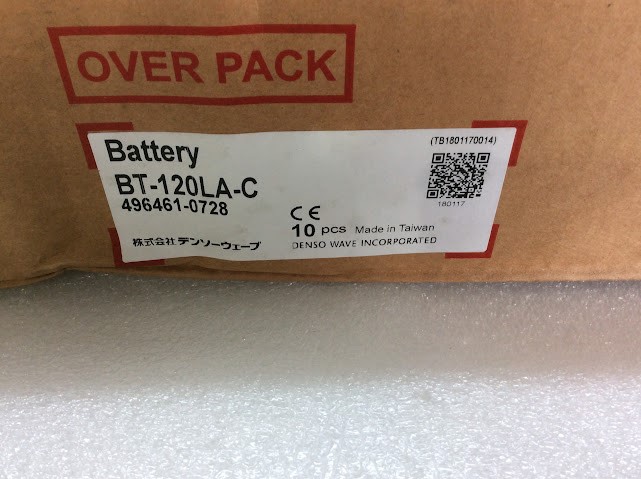 OVER PACK
(TB1801170014)
Battery
BT-120LA-C
496461-0728
180117
CE
10 pcs Made in Taiwan
株式会社デンソーウェーブ
DENSO WAVE INCORPORATED